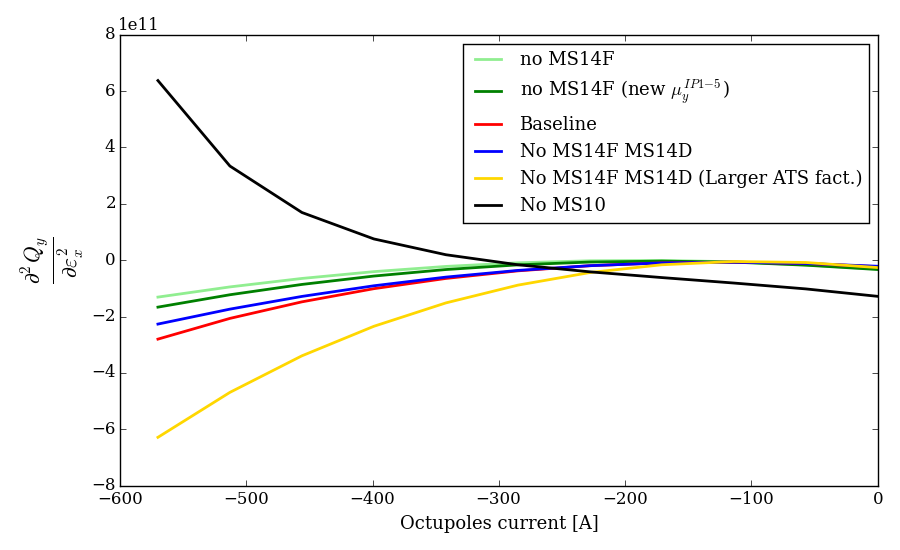 1e11
8
6
4
2
0
−2
−4
−6
−8
∂²Q_y
∂ε_x²
no MS14F
no MS14F (new μ_y^{IP1−5})
Baseline
No MS14F MS14D
No MS14F MS14D (Larger ATS fact.)
No MS10
−600 −500 −400 −300 −200 −100 0
Octupoles current [A]